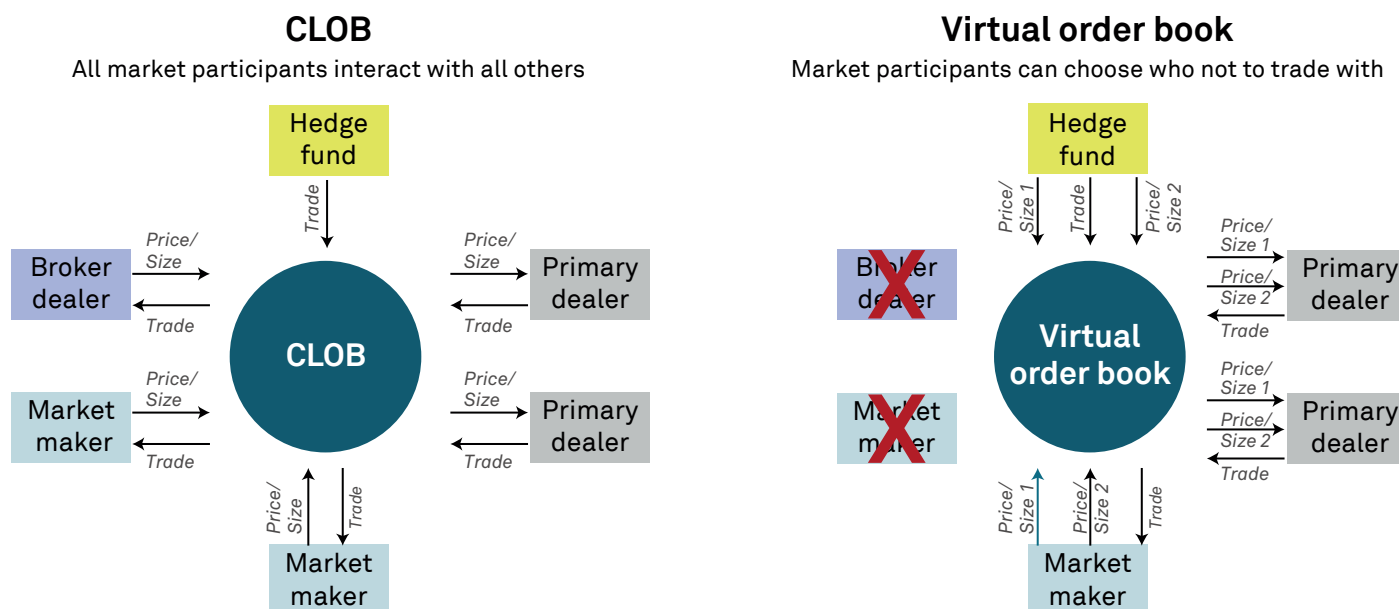 CLOB
All market participants interact with all others
Hedge
fund
Trade
Price/
Size
Broker
dealer
Trade
Price/
Size
Primary
dealer
Trade
CLOB
Price/
Size
Market
maker
Trade
Price/
Size
Primary
dealer
Trade
Price/
Size
Trade
Market
maker
Virtual order book
Market participants can choose who not to trade with
Hedge
fund
Price/
Size 1
Trade
Price/
Size 2
Broker
dealer
Price/
Size 1
Price/
Size 2
Trade
Primary
dealer
Virtual
order book
Market
maker
Price/
Size 1
Price/
Size 2
Trade
Primary
dealer
Price/
Size 1
Price/
Size 2
Trade
Market
maker